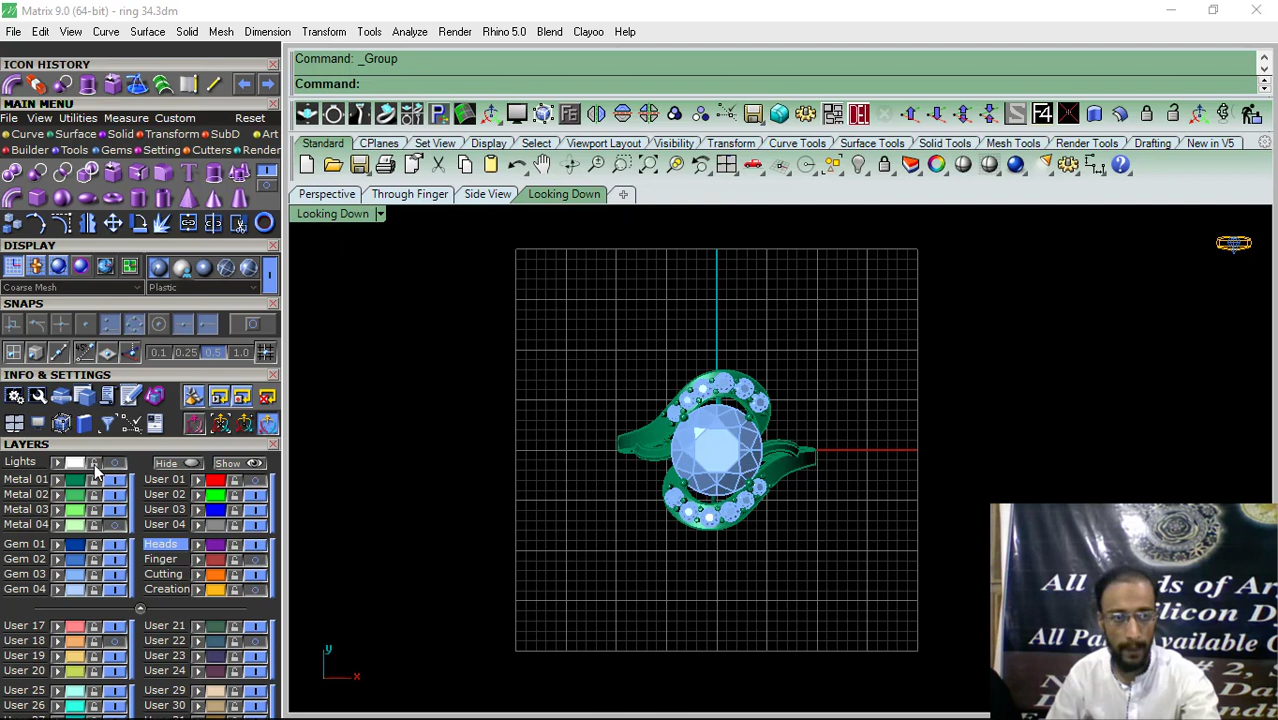 Matrix 9.0 (64-bit) - ring 34.3dm
File Edit View Curve Surface Solid Mesh Dimension Transform Tools Analyze Render Rhino 5.0 Blend Clayoo Help
ICON HISTORY
Command: _Group
Command:
MAIN MENU
File View Utilities Measure Custom Reset
Curve Surface Solid Transform SubD Art
Builder Tools Gems Setting Cutters Render
Standard CPlanes Set View Display Select Viewport Layout Visibility Transform Curve Tools Surface Tools Solid Tools Mesh Tools Render Tools Drafting New in V5
Perspective Through Finger Side View Looking Down
Looking Down
DISPLAY
Coarse Mesh Plastic
SNAPS
0.1 0.25 0.5 1.0
INFO & SETTINGS
LAYERS
Lights Hide Show
Metal 01 User 01
Metal 02 User 02
Metal 03 User 03
Metal 04 User 04
Gem 01 Heads
Gem 02 Finger
Gem 03 Cutting
Gem 04 Creation
User 17 User 21
User 18 User 22
User 19 User 23
User 20 User 24
User 25 User 29
User 26 User 30
y
x
F4
All
of Ar
ilicon D
All Pa
Available